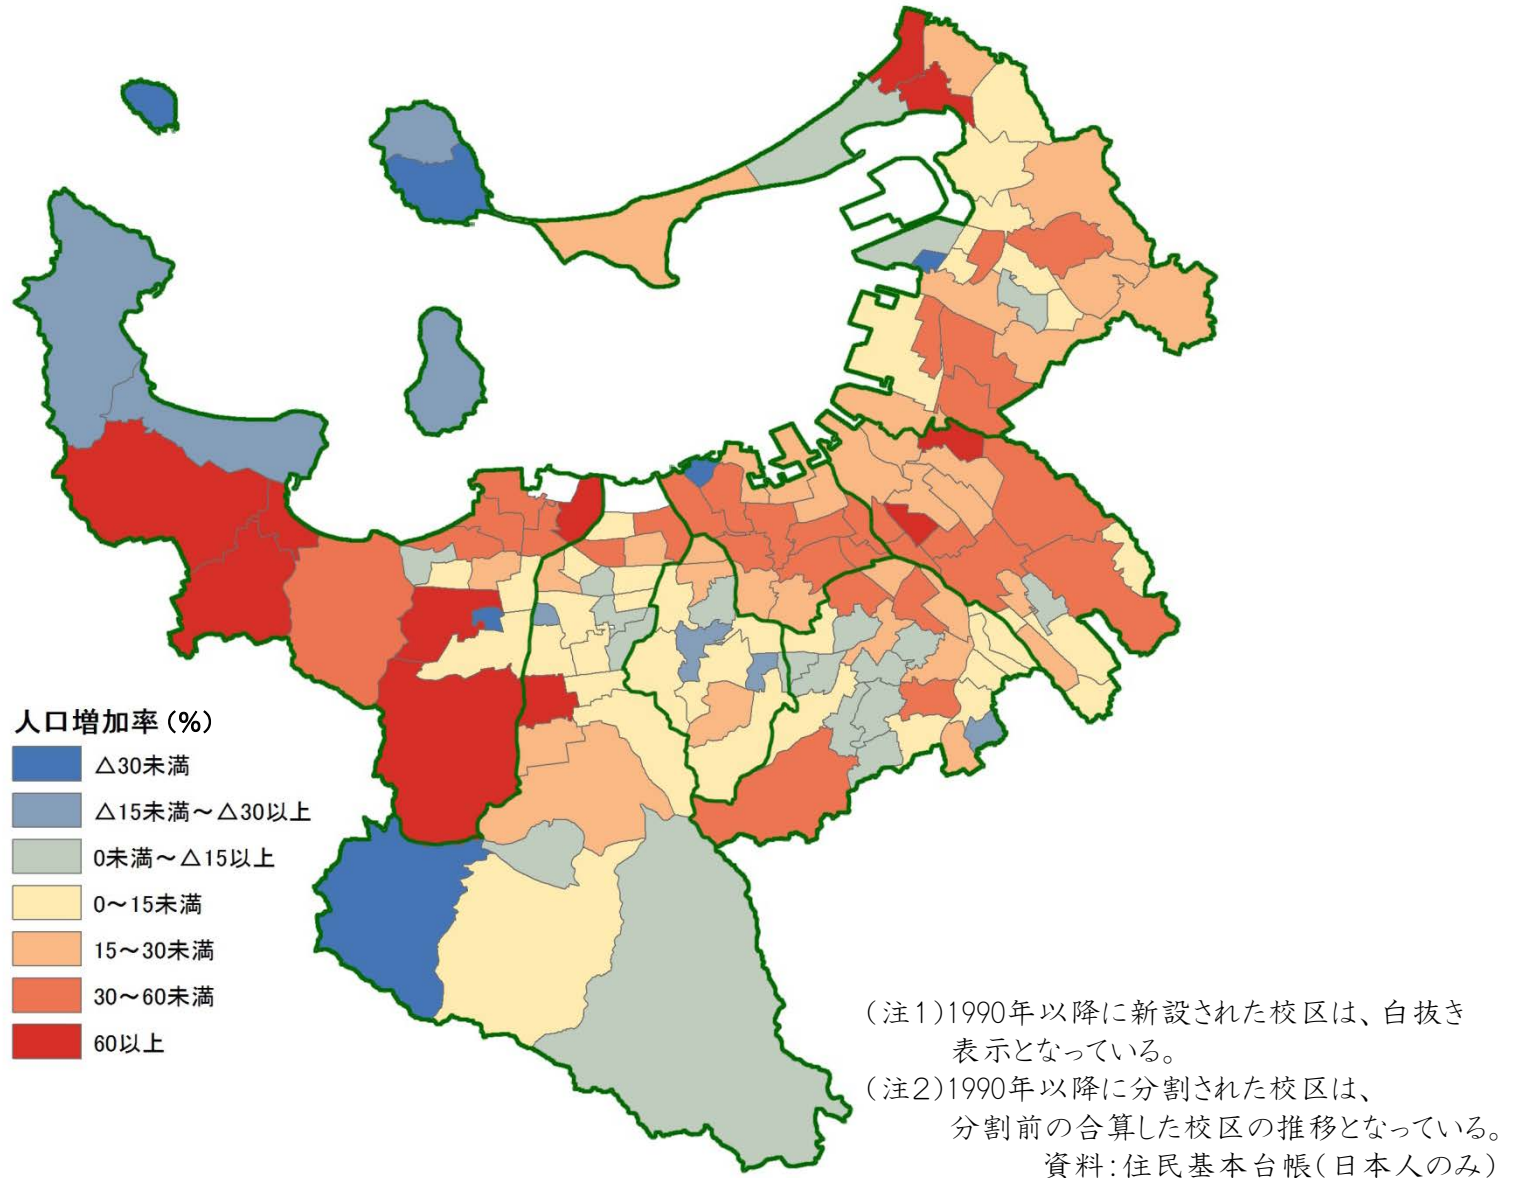 人口増加率(%)
△30未満
△15未満～△30以上
0未満～△15以上
0～15未満
15～30未満
30～60未満
60以上
(注1)1990年以降に新設された校区は、白抜き
表示となっている。
(注2)1990年以降に分割された校区は、
分割前の合算した校区の推移となっている。
資料:住民基本台帳(日本人のみ)